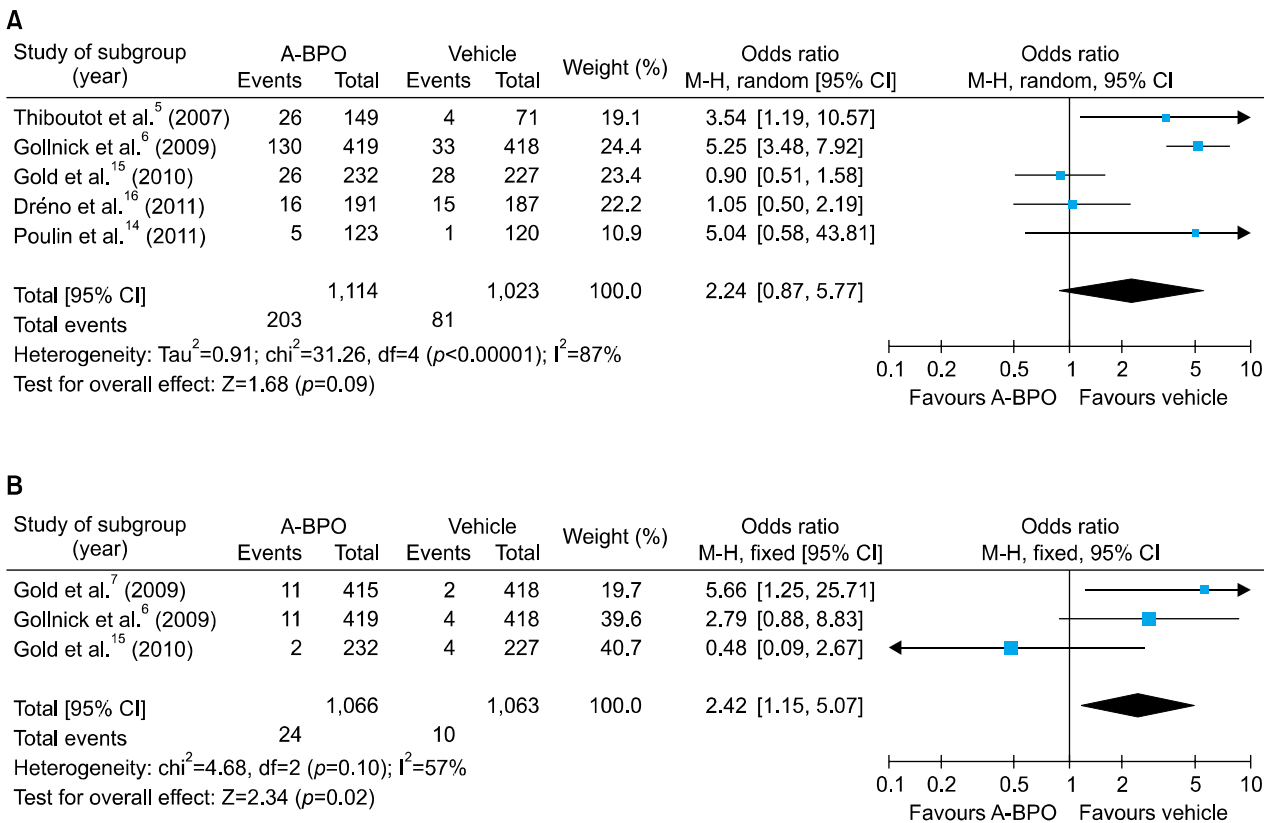 A
Study of subgroup A-BPO Vehicle Weight (%) Odds ratio Odds ratio
(year) Events Total Events Total M-H, random [95% CI] M-H, random, 95% CI
Thiboutot et al.5 (2007) 26 149 4 71 19.1 3.54 [1.19, 10.57]
Gollnick et al.6 (2009) 130 419 33 418 24.4 5.25 [3.48, 7.92]
Gold et al.15 (2010) 26 232 28 227 23.4 0.90 [0.51, 1.58]
Dréno et al.16 (2011) 16 191 15 187 22.2 1.05 [0.50, 2.19]
Poulin et al.14 (2011) 5 123 1 120 10.9 5.04 [0.58, 43.81]
Total [95% CI] 1,114 1,023 100.0 2.24 [0.87, 5.77]
Total events 203 81
Heterogeneity: Tau2=0.91; chi2=31.26, df=4 (p<0.00001); I2=87%
Test for overall effect: Z=1.68 (p=0.09)
0.1 0.2 0.5 1 2 5 10
Favours A-BPO Favours vehicle
B
Study of subgroup A-BPO Vehicle Weight (%) Odds ratio Odds ratio
(year) Events Total Events Total M-H, fixed [95% CI] M-H, fixed, 95% CI
Gold et al.7 (2009) 11 415 2 418 19.7 5.66 [1.25, 25.71]
Gollnick et al.6 (2009) 11 419 4 418 39.6 2.79 [0.88, 8.83]
Gold et al.15 (2010) 2 232 4 227 40.7 0.48 [0.09, 2.67]
Total [95% CI] 1,066 1,063 100.0 2.42 [1.15, 5.07]
Total events 24 10
Heterogeneity: chi2=4.68, df=2 (p=0.10); I2=57%
Test for overall effect: Z=2.34 (p=0.02)
0.1 0.2 0.5 1 2 5 10
Favours A-BPO Favours vehicle